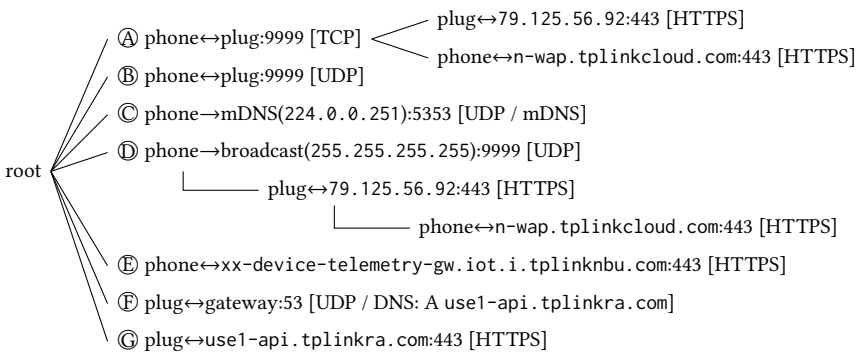 plug↔79.125.56.92:443 [HTTPS]
Ⓐ phone↔plug:9999 [TCP]
phone↔n-wap.tplinkcloud.com:443 [HTTPS]
Ⓑ phone↔plug:9999 [UDP]
Ⓒ phone→mDNS(224.0.0.251):5353 [UDP / mDNS]
Ⓓ phone→broadcast(255.255.255.255):9999 [UDP]
root
plug↔79.125.56.92:443 [HTTPS]
phone↔n-wap.tplinkcloud.com:443 [HTTPS]
Ⓔ phone↔xx-device-telemetry-gw.iot.i.tplinknbu.com:443 [HTTPS]
Ⓕ plug↔gateway:53 [UDP / DNS: A use1-api.tplinkra.com]
Ⓖ plug↔use1-api.tplinkra.com:443 [HTTPS]